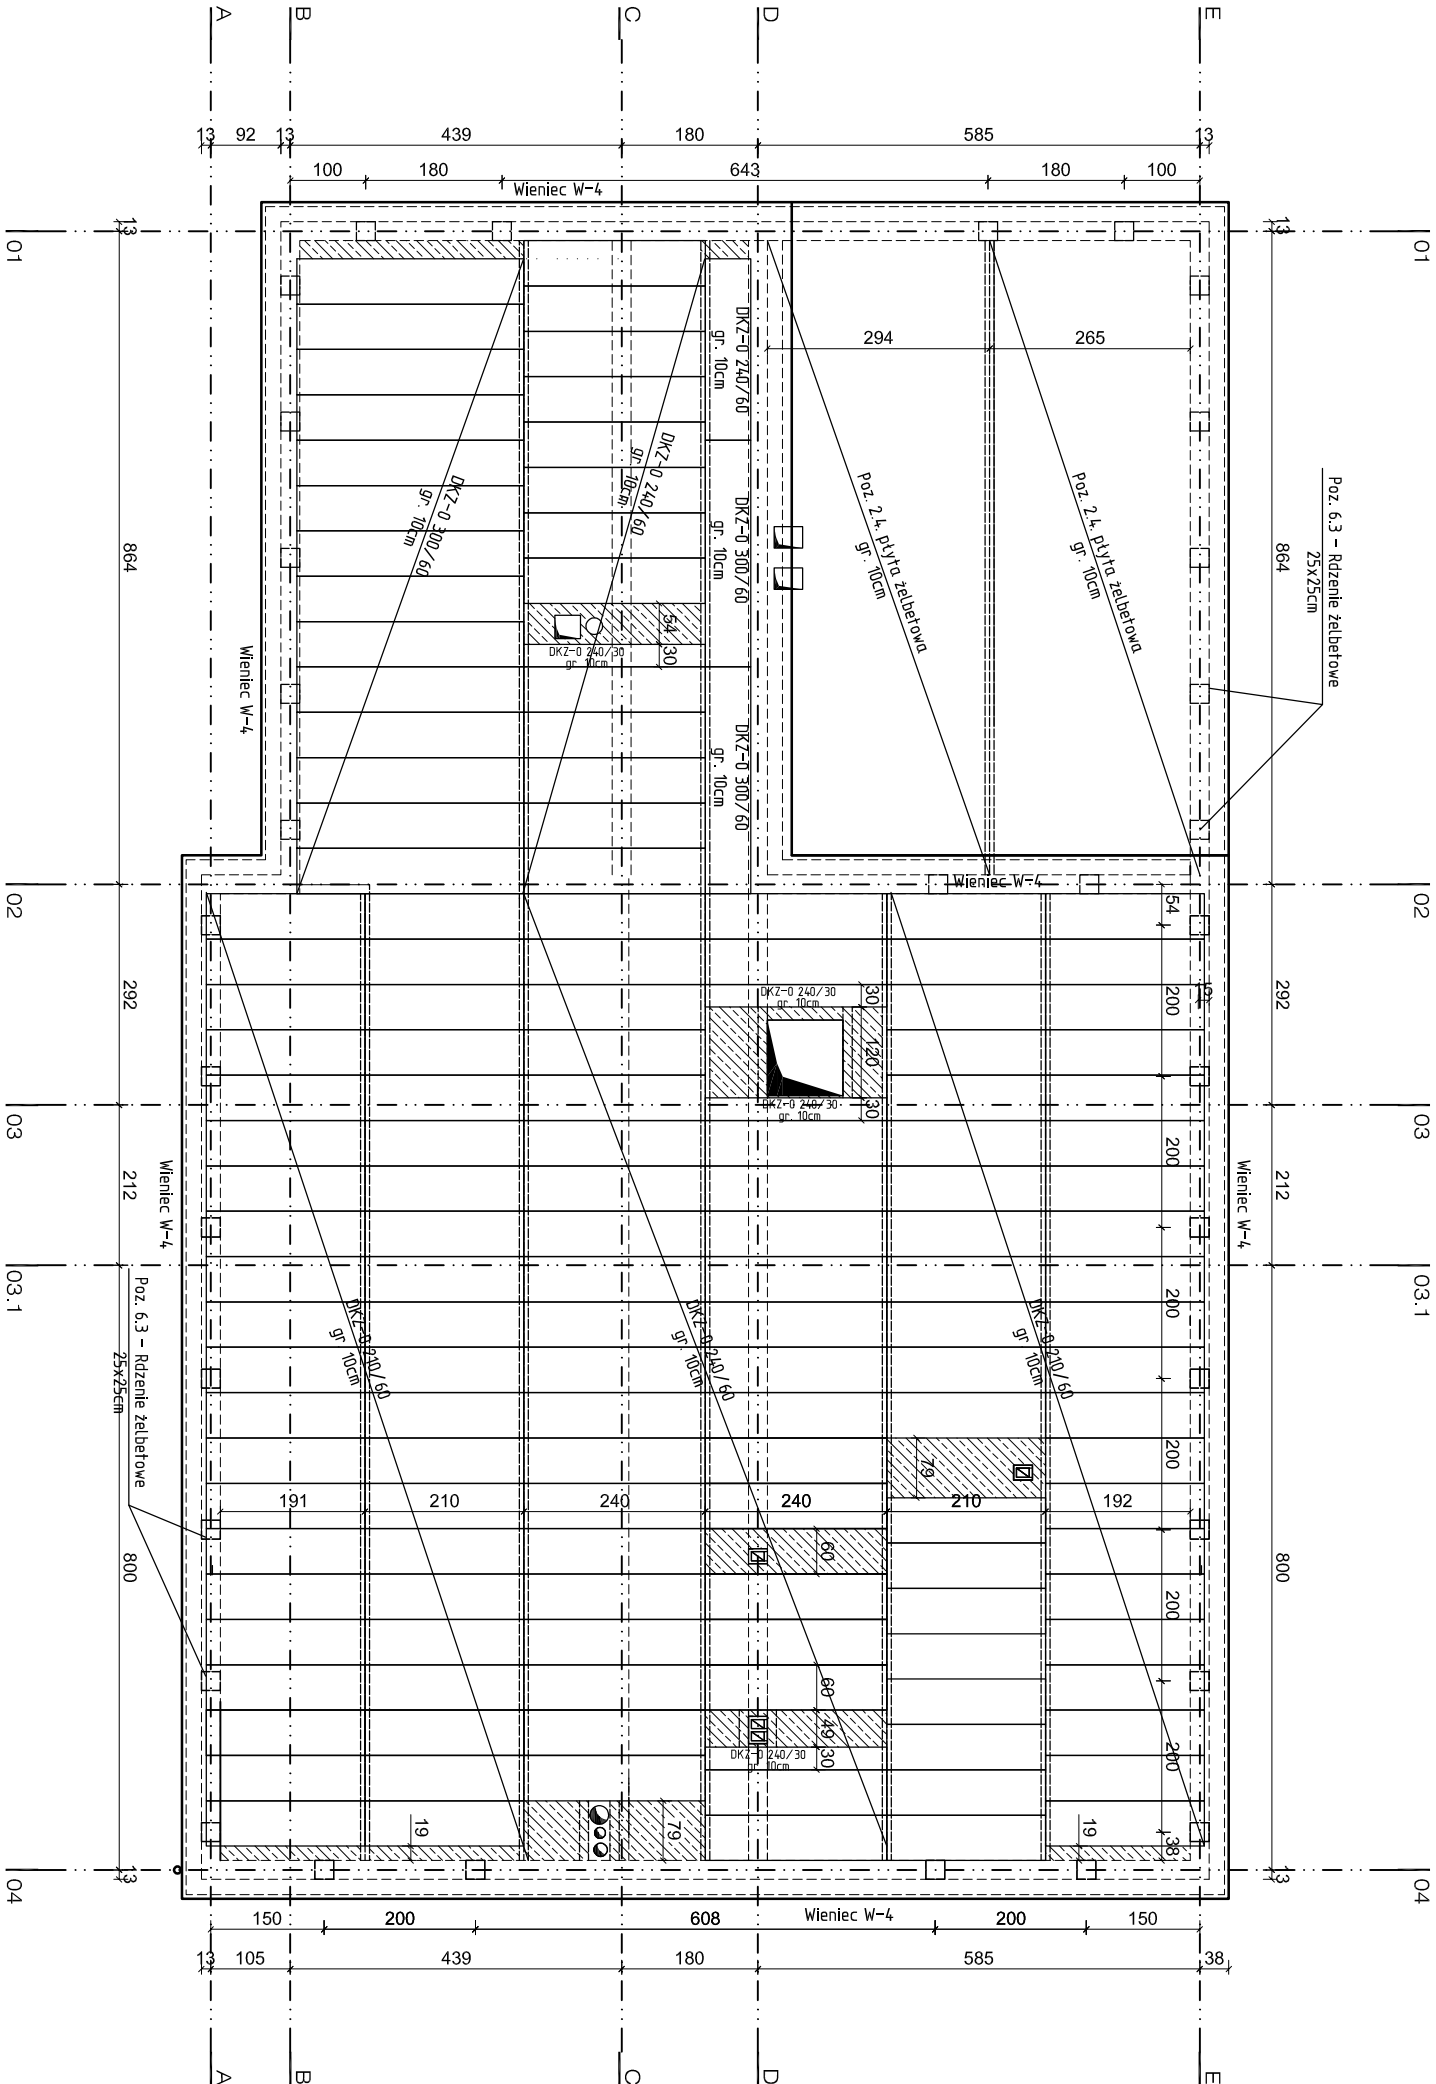 A
B
C
D
E
13
92
13
439
180
585
13
100
180
643
180
100
Wieniec W-4
13
13
01
01
294
265
DKZ-0 240/60
gr. 10cm
DKZ-0 300/60
gr. 10cm
DKZ-0 300/60
gr. 10cm
DKZ-0 300/60
gr. 10cm
DKZ-0 240/60
gr. 10cm
Poz. 2.4. płyta żelbetowa
gr. 10cm
Poz. 2.4. płyta żelbetowa
gr. 10cm
Poz. 6.3 - Rdzenie żelbetowe
25x25cm
864
864
54
30
DKZ-0 240/30
gr. 10cm
Wieniec W-4
Wieniec W-4
02
02
54
292
292
200
15
DKZ-0 240/30
gr. 10cm
30
120
30
DKZ-0 240/30
gr. 10cm
03
03
200
212
212
Wieniec W-4
Wieniec W-4
03.1
03.1
200
Poz. 6.3 - Rdzenie żelbetowe
25x25cm
DKZ-0 210/60
gr. 10cm
DKZ-0 240/60
gr. 10cm
DKZ-0 210/60
gr. 10cm
200
79
191
210
240
240
210
192
60
800
800
200
60
49
30
DKZ-0 240/30
gr. 10cm
200
19
79
19
38
13
13
04
04
150
200
608
Wieniec W-4
200
150
13
105
439
180
585
38
A
B
C
D
E